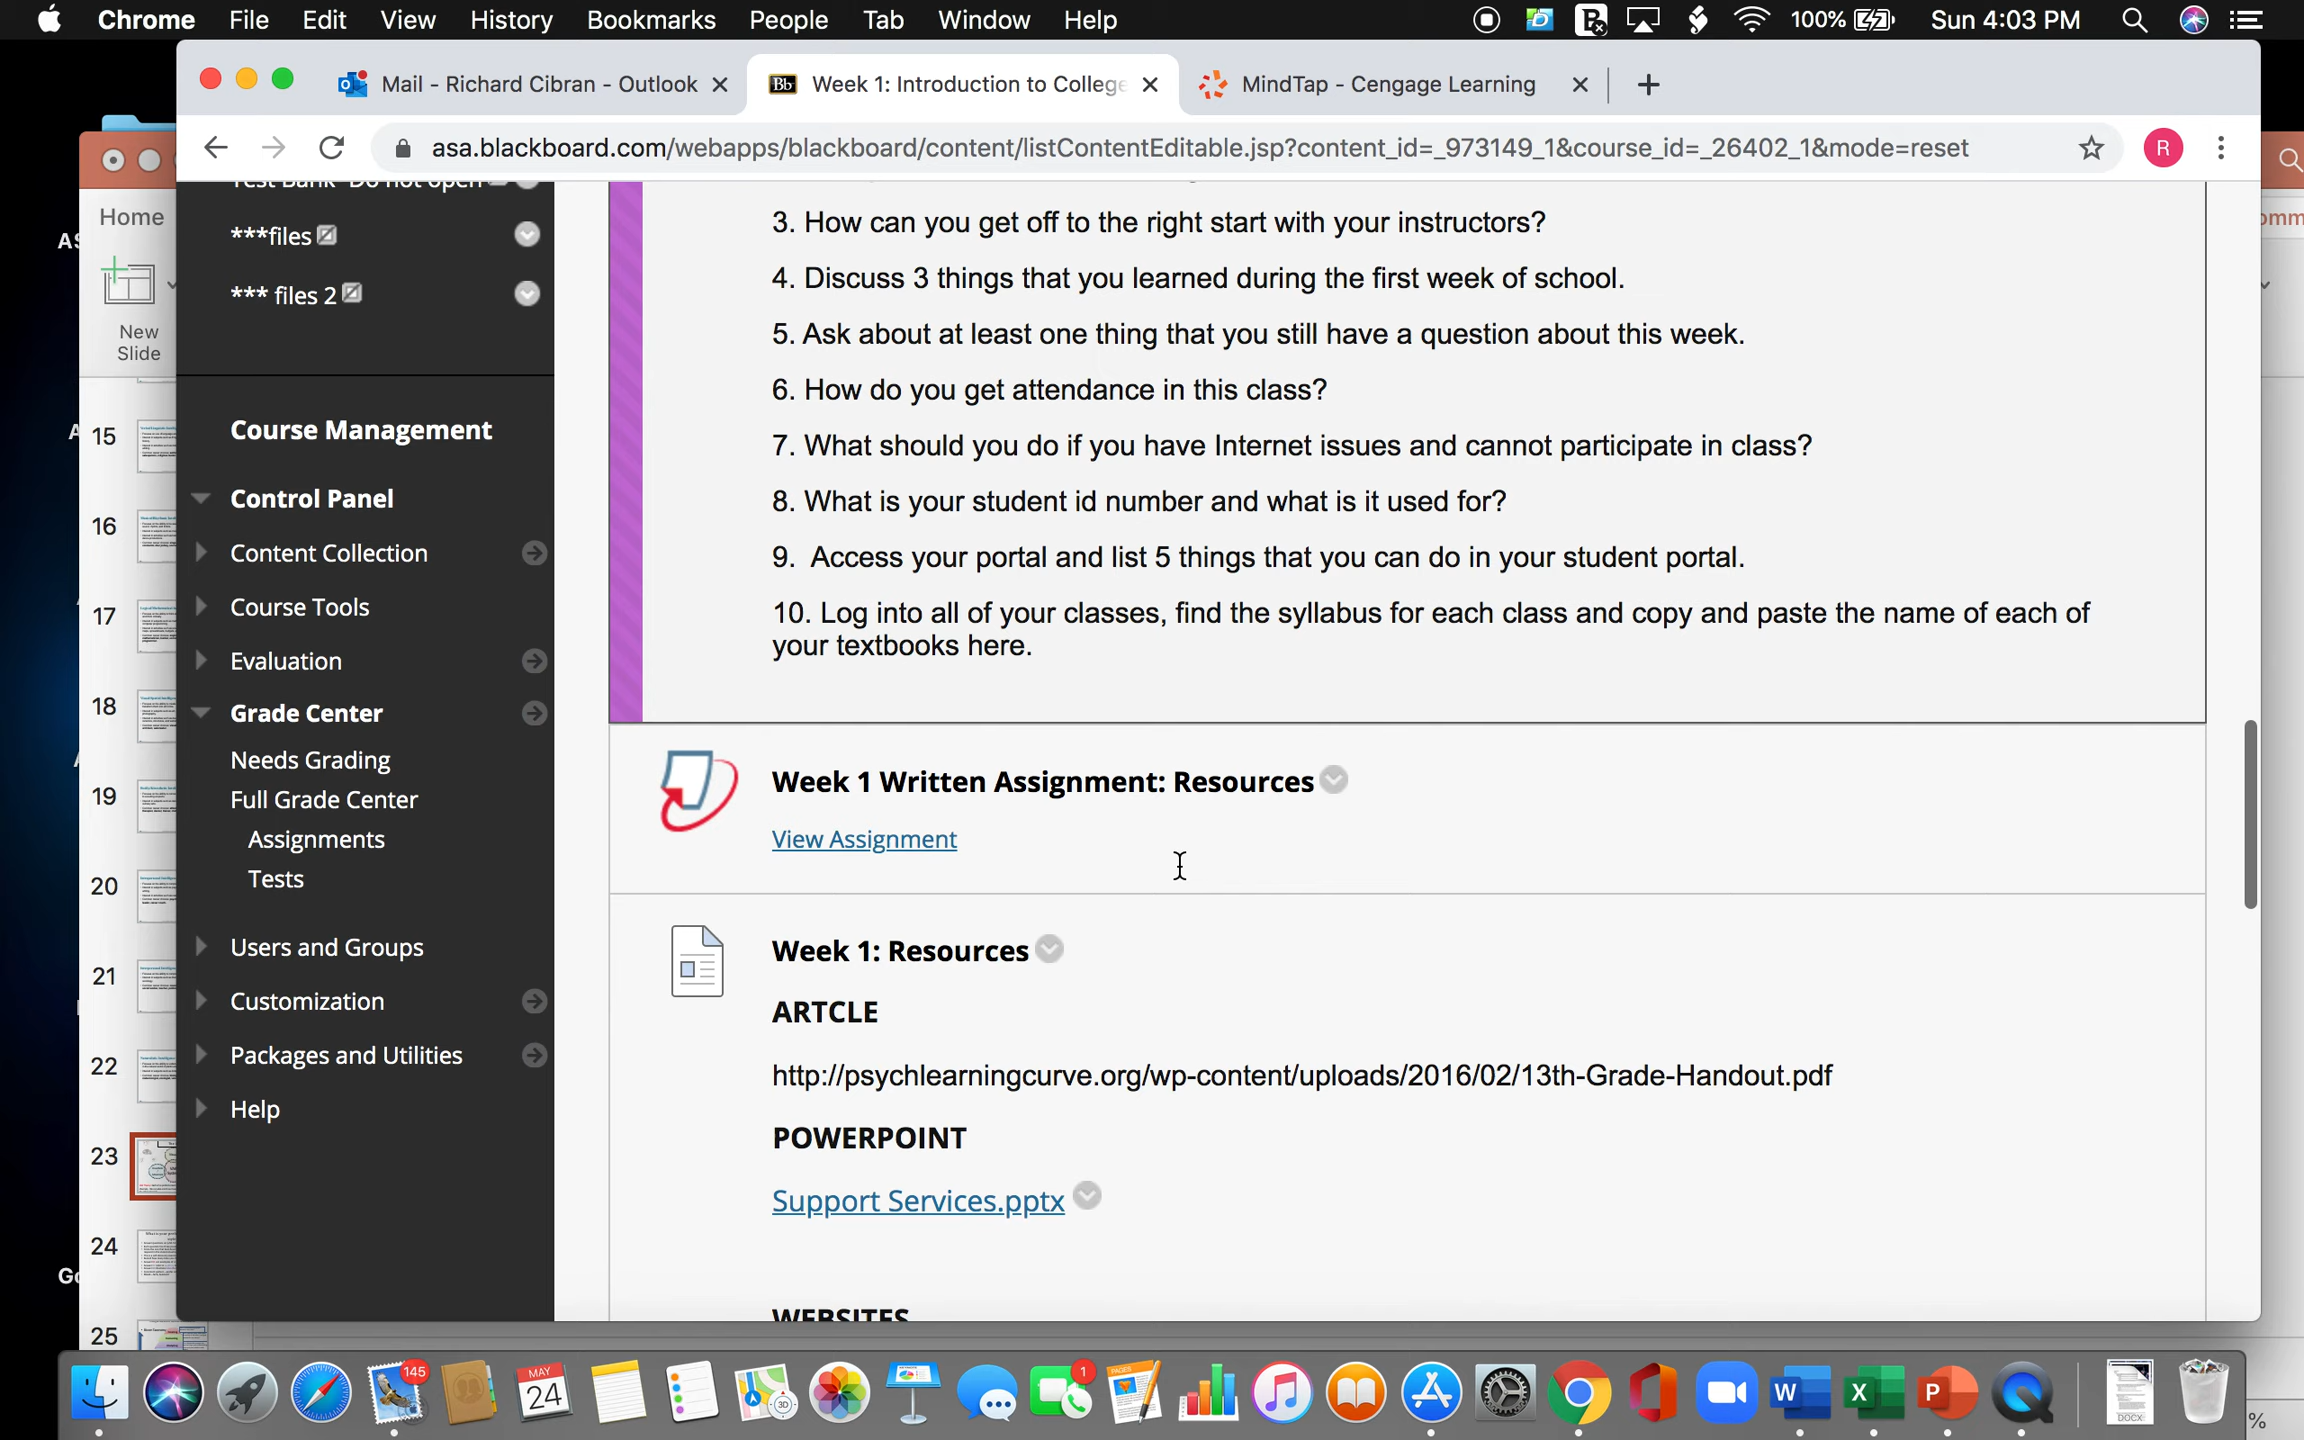 Chrome File Edit View History Bookmarks People Tab Window Help 100% Sun 4:03 PM
Mail - Richard Cibran - Outlook
Bb Week 1: Introduction to College
MindTap - Cengage Learning
asa.blackboard.com/webapps/blackboard/content/listContentEditable.jsp?content_id=_973149_1&course_id=_26402_1&mode=reset
R
Home
New
Slide
15
16
17
18
19
20
21
22
23
24
25
***files
*** files 2
Course Management
Control Panel
Content Collection
Course Tools
Evaluation
Grade Center
Needs Grading
Full Grade Center
Assignments
Tests
Users and Groups
Customization
Packages and Utilities
Help
3. How can you get off to the right start with your instructors?
4. Discuss 3 things that you learned during the first week of school.
5. Ask about at least one thing that you still have a question about this week.
6. How do you get attendance in this class?
7. What should you do if you have Internet issues and cannot participate in class?
8. What is your student id number and what is it used for?
9. Access your portal and list 5 things that you can do in your student portal.
10. Log into all of your classes, find the syllabus for each class and copy and paste the name of each of
your textbooks here.
Week 1 Written Assignment: Resources
View Assignment
Week 1: Resources
ARTCLE
http://psychlearningcurve.org/wp-content/uploads/2016/02/13th-Grade-Handout.pdf
POWERPOINT
Support Services.pptx
WEBSITES
145
MAY
24
3D
1
PAGES
W
X
P
DOCX
%